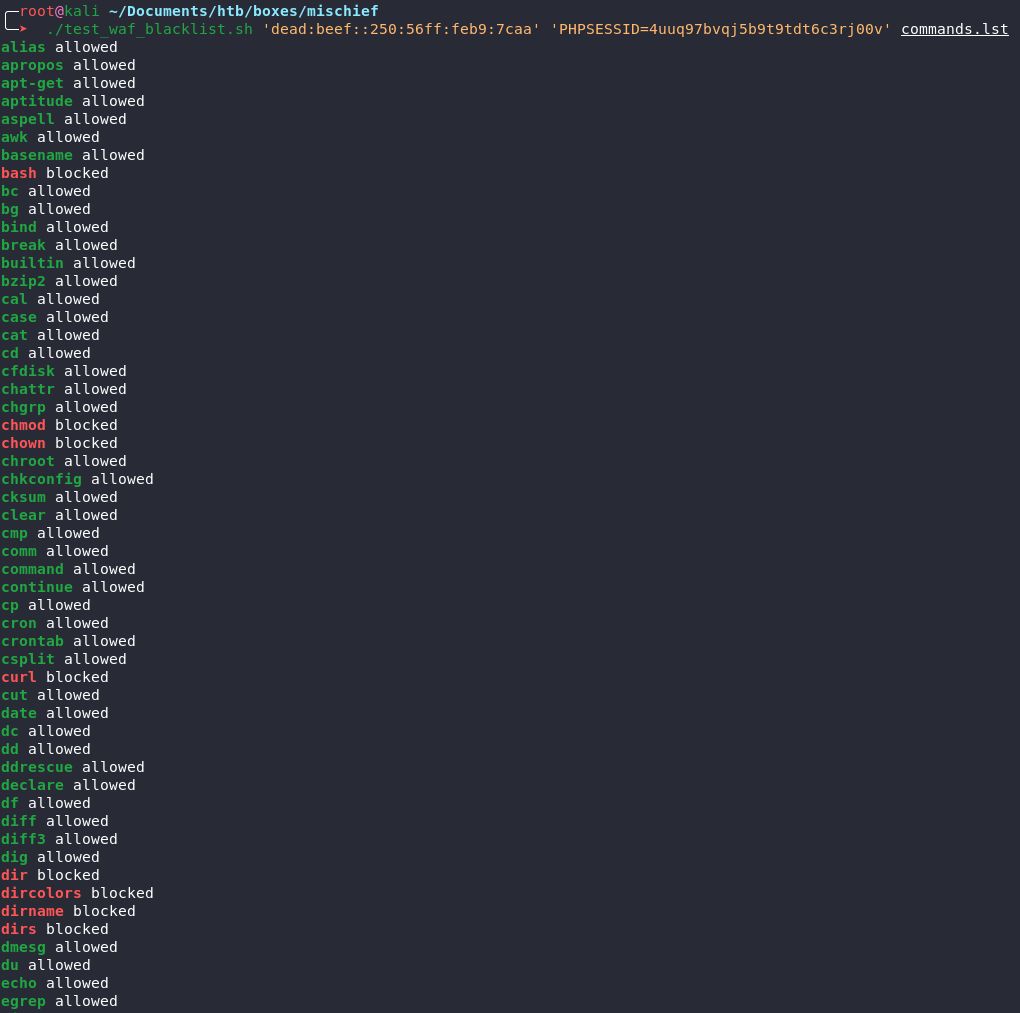 root@kali ~/Documents/htb/boxes/mischief
./test_waf_blacklist.sh 'dead:beef::250:56ff:feb9:7caa' 'PHPSESSID=4uuq97bvqj5b9t9tdt6c3rj00v' commands.lst
alias allowed
apropos allowed
apt-get allowed
aptitude allowed
aspell allowed
awk allowed
basename allowed
bash blocked
bc allowed
bg allowed
bind allowed
break allowed
builtin allowed
bzip2 allowed
cal allowed
case allowed
cat allowed
cd allowed
cfdisk allowed
chattr allowed
chgrp allowed
chmod blocked
chown blocked
chroot allowed
chkconfig allowed
cksum allowed
clear allowed
cmp allowed
comm allowed
command allowed
continue allowed
cp allowed
cron allowed
crontab allowed
csplit allowed
curl blocked
cut allowed
date allowed
dc allowed
dd allowed
ddrescue allowed
declare allowed
df allowed
diff allowed
diff3 allowed
dig allowed
dir blocked
dircolors blocked
dirname blocked
dirs blocked
dmesg allowed
du allowed
echo allowed
egrep allowed